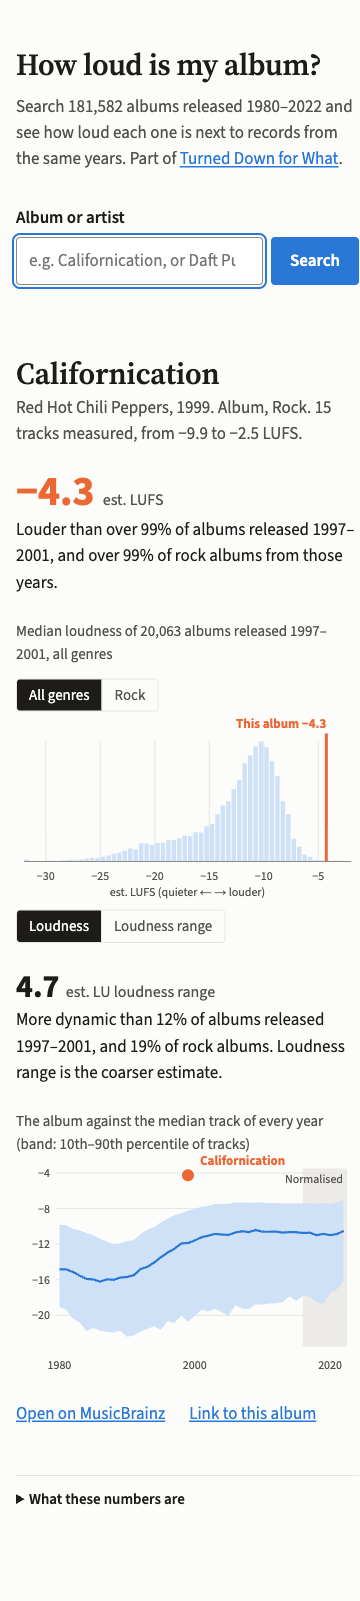 How loud is my album?
Search 181,582 albums released 1980–2022 and
see how loud each one is next to records from
the same years. Part of Turned Down for What.
Album or artist
e.g. Californication, or Daft Pu
Search
Californication
Red Hot Chili Peppers, 1999. Album, Rock. 15
tracks measured, from −9.9 to −2.5 LUFS.
−4.3 est. LUFS
Louder than over 99% of albums released 1997–
2001, and over 99% of rock albums from those
years.
Median loudness of 20,063 albums released 1997–
2001, all genres
All genres Rock
This album −4.3
−30 −25 −20 −15 −10 −5
est. LUFS (quieter ← → louder)
Loudness Loudness range
4.7 est. LU loudness range
More dynamic than 12% of albums released
1997–2001, and 19% of rock albums. Loudness
range is the coarser estimate.
The album against the median track of every year
(band: 10th–90th percentile of tracks)
Californication
−4
Normalised
−8
−12
−16
−20
1980 2000 2020
Open on MusicBrainz Link to this album
▶ What these numbers are